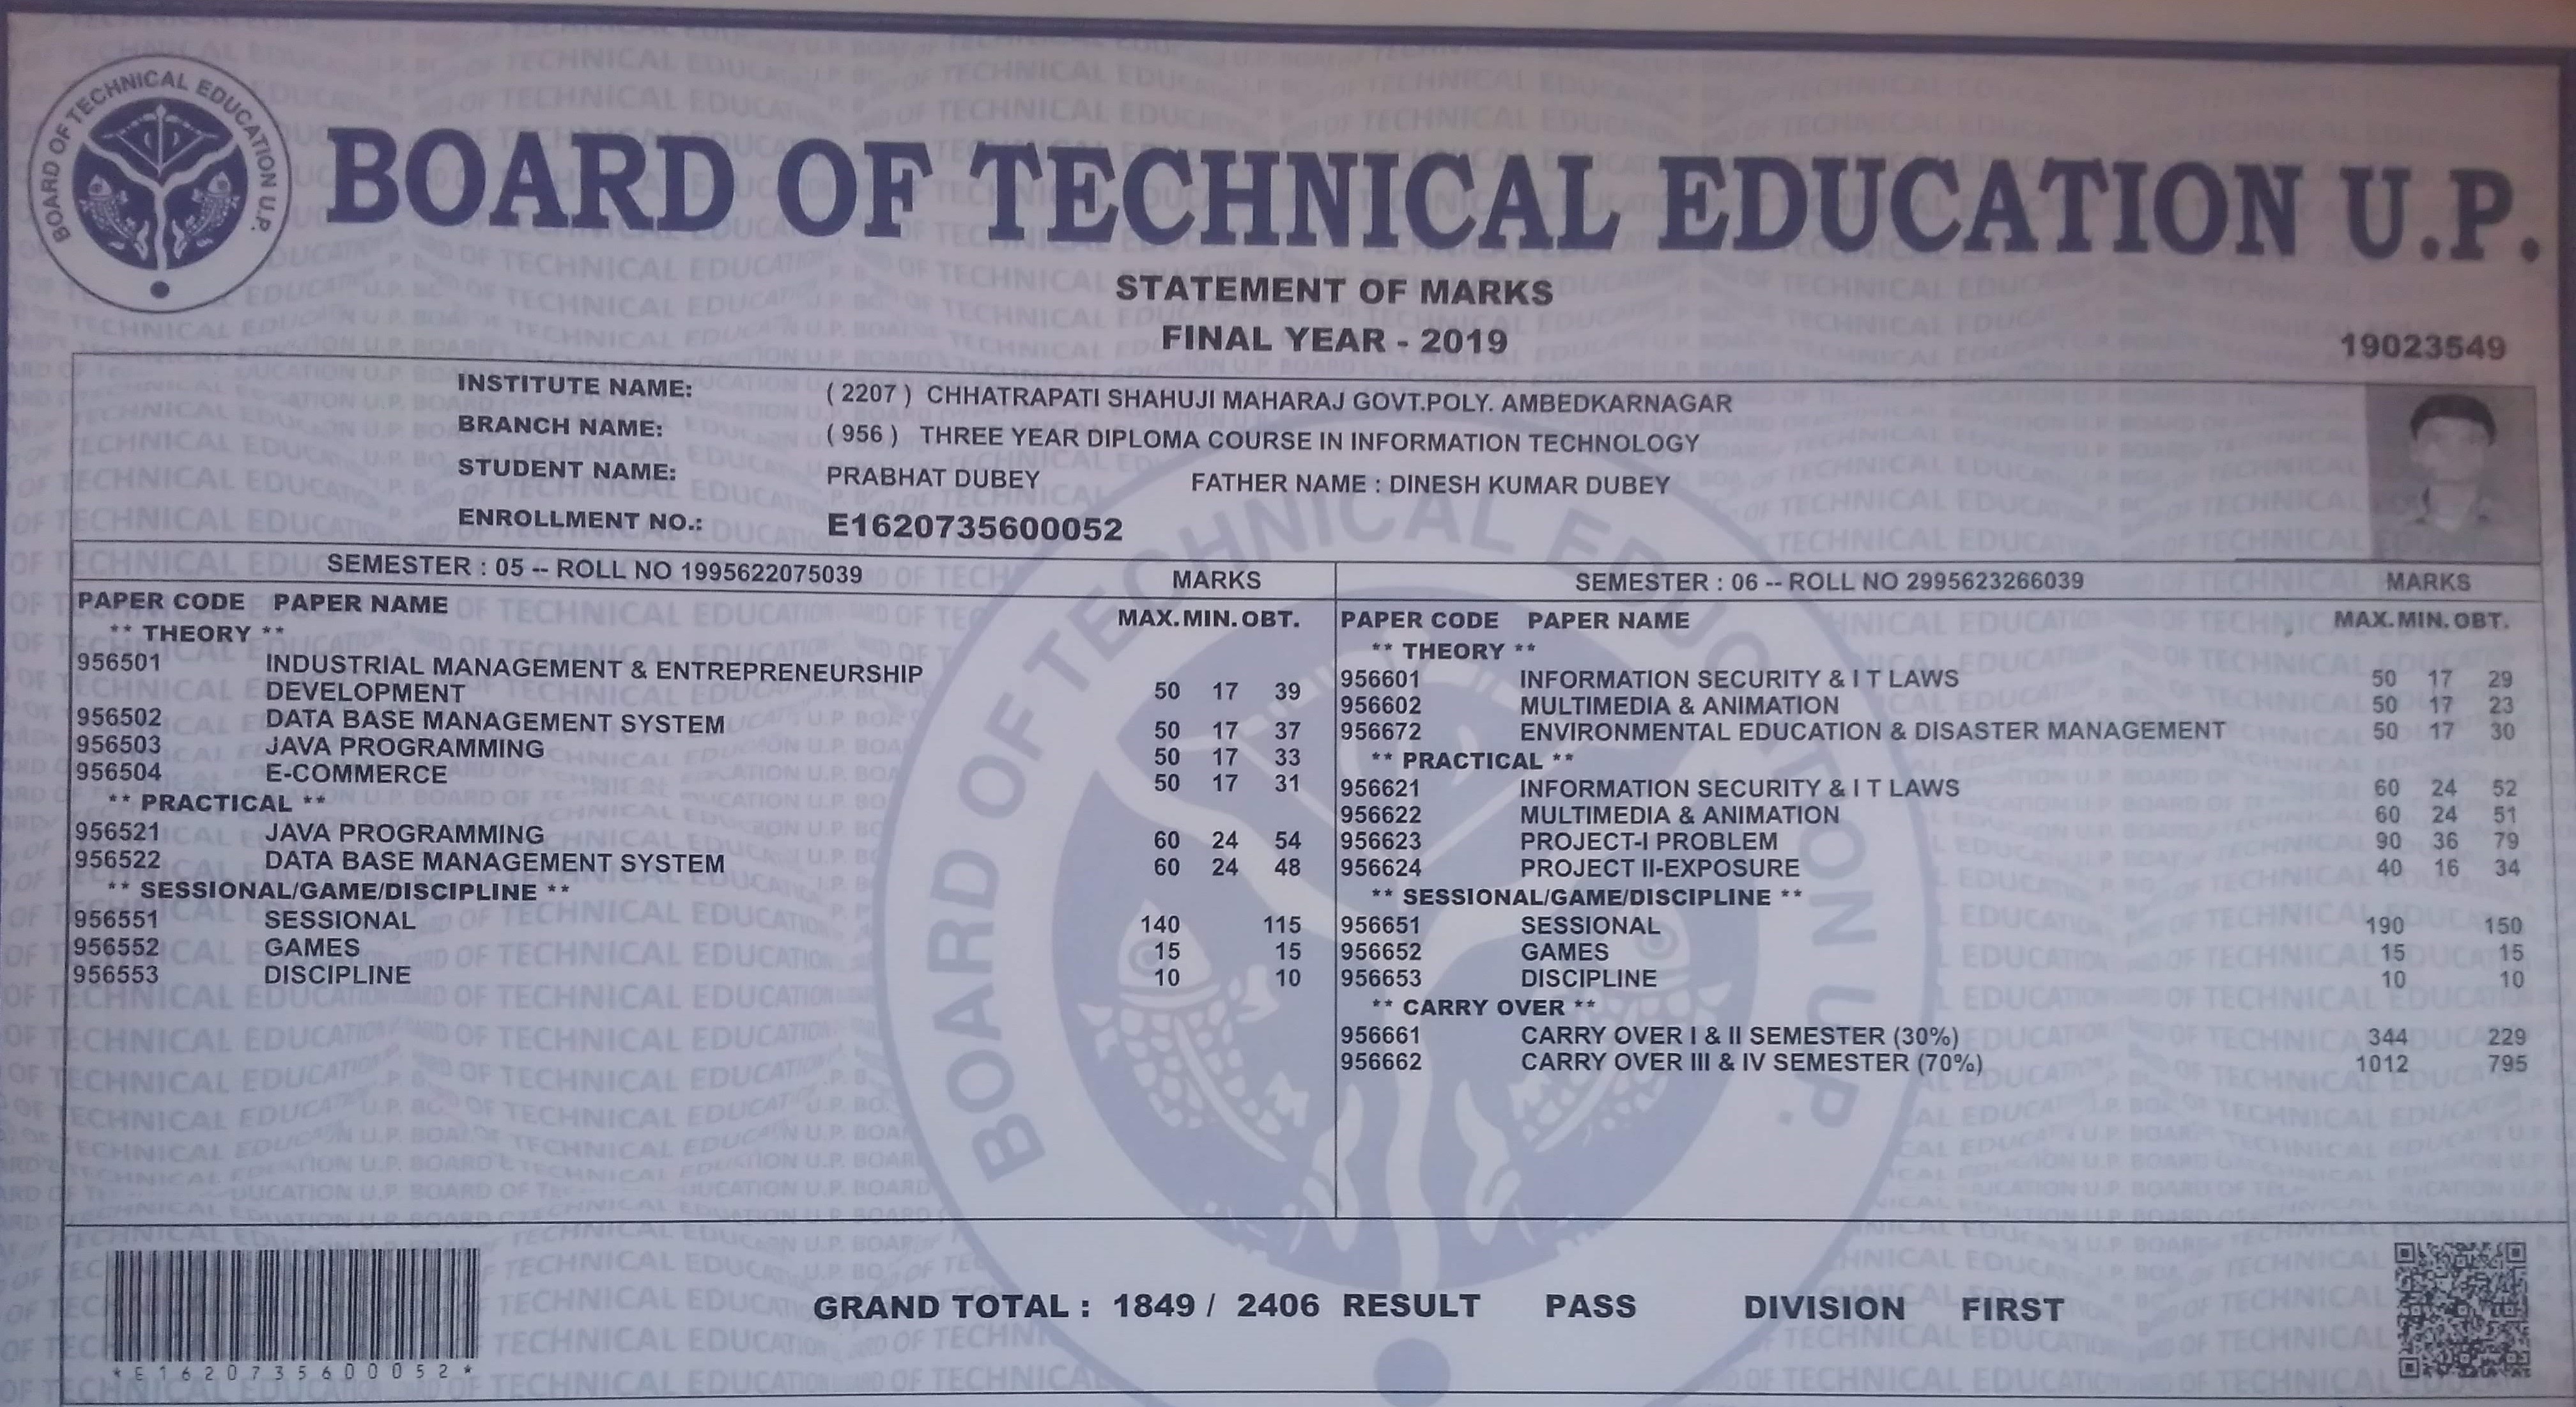 BOARD OF TECHNICAL EDUCATION U.P.
BOARD OF TECHNICAL EDUCATION U.P.
STATEMENT OF MARKS
FINAL YEAR - 2019
19023549
INSTITUTE NAME: ( 2207 ) CHHATRAPATI SHAHUJI MAHARAJ GOVT.POLY. AMBEDKARNAGAR
BRANCH NAME: ( 956 ) THREE YEAR DIPLOMA COURSE IN INFORMATION TECHNOLOGY
STUDENT NAME: PRABHAT DUBEY FATHER NAME : DINESH KUMAR DUBEY
ENROLLMENT NO.: E1620735600052
SEMESTER : 05 -- ROLL NO 1995622075039 MARKS
PAPER CODE PAPER NAME MAX. MIN. OBT.
** THEORY **
956501 INDUSTRIAL MANAGEMENT & ENTREPRENEURSHIP
DEVELOPMENT 50 17 39
956502 DATA BASE MANAGEMENT SYSTEM 50 17 37
956503 JAVA PROGRAMMING 50 17 33
956504 E-COMMERCE 50 17 31
** PRACTICAL **
956521 JAVA PROGRAMMING 60 24 54
956522 DATA BASE MANAGEMENT SYSTEM 60 24 48
** SESSIONAL/GAME/DISCIPLINE **
956551 SESSIONAL 140 115
956552 GAMES 15 15
956553 DISCIPLINE 10 10
SEMESTER : 06 -- ROLL NO 2995623266039 MARKS
PAPER CODE PAPER NAME MAX. MIN. OBT.
** THEORY **
956601 INFORMATION SECURITY & I T LAWS 50 17 29
956602 MULTIMEDIA & ANIMATION 50 17 23
956672 ENVIRONMENTAL EDUCATION & DISASTER MANAGEMENT 50 17 30
** PRACTICAL **
956621 INFORMATION SECURITY & I T LAWS 60 24 52
956622 MULTIMEDIA & ANIMATION 60 24 51
956623 PROJECT-I PROBLEM 90 36 79
956624 PROJECT II-EXPOSURE 40 16 34
** SESSIONAL/GAME/DISCIPLINE **
956651 SESSIONAL 190 150
956652 GAMES 15 15
956653 DISCIPLINE 10 10
** CARRY OVER **
956661 CARRY OVER I & II SEMESTER (30%) 344 229
956662 CARRY OVER III & IV SEMESTER (70%) 1012 795
BOARD OF TECHNICAL EDUCATION U.P.
GRAND TOTAL : 1849 / 2406 RESULT PASS DIVISION FIRST
*E1620735600052*